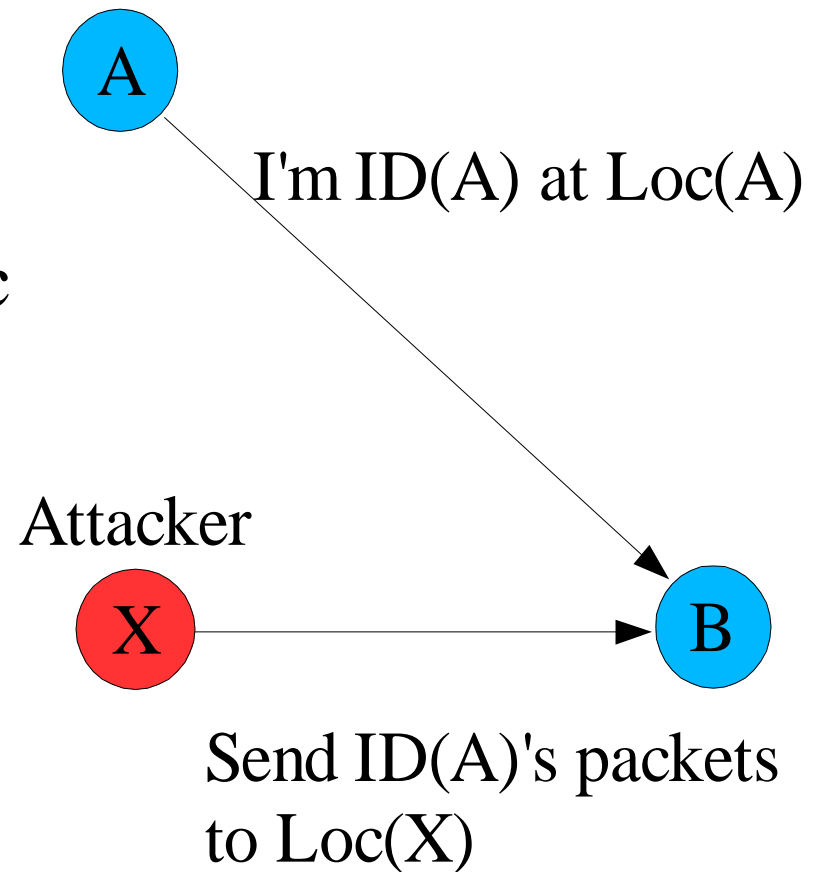 A
I'm ID(A) at Loc(A)
c
Attacker
X
B
Send ID(A)'s packets
to Loc(X)